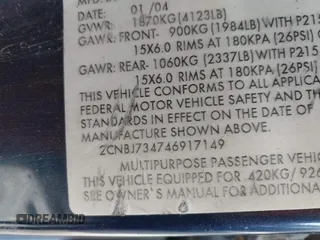 DATE: 01/04
GVWR: 1870KG(4123LB)
GAWR: FRONT- 900KG(1984LB)WITH P215
15X6.0 RIMS AT 180KPA(26PSI) C
GAWR: REAR- 1060KG(2337LB)WITH P215
15X6.0 RIMS AT 180KPA(26PSI)
THIS VEHICLE CONFORMS TO ALL APPLICA
FEDERAL MOTOR VEHICLE SAFETY AND
STANDARDS IN EFFECT ON THE DATE OF
MANUFACTURE SHOWN ABOVE.
2CNBJ734746917149
MULTIPURPOSE PASSENGER VEHIC
THIS VEHICLE EQUIPPED FOR 420KG/926
SEE OWNER'S MANUAL FOR ADDITIONAL
DREAMBID